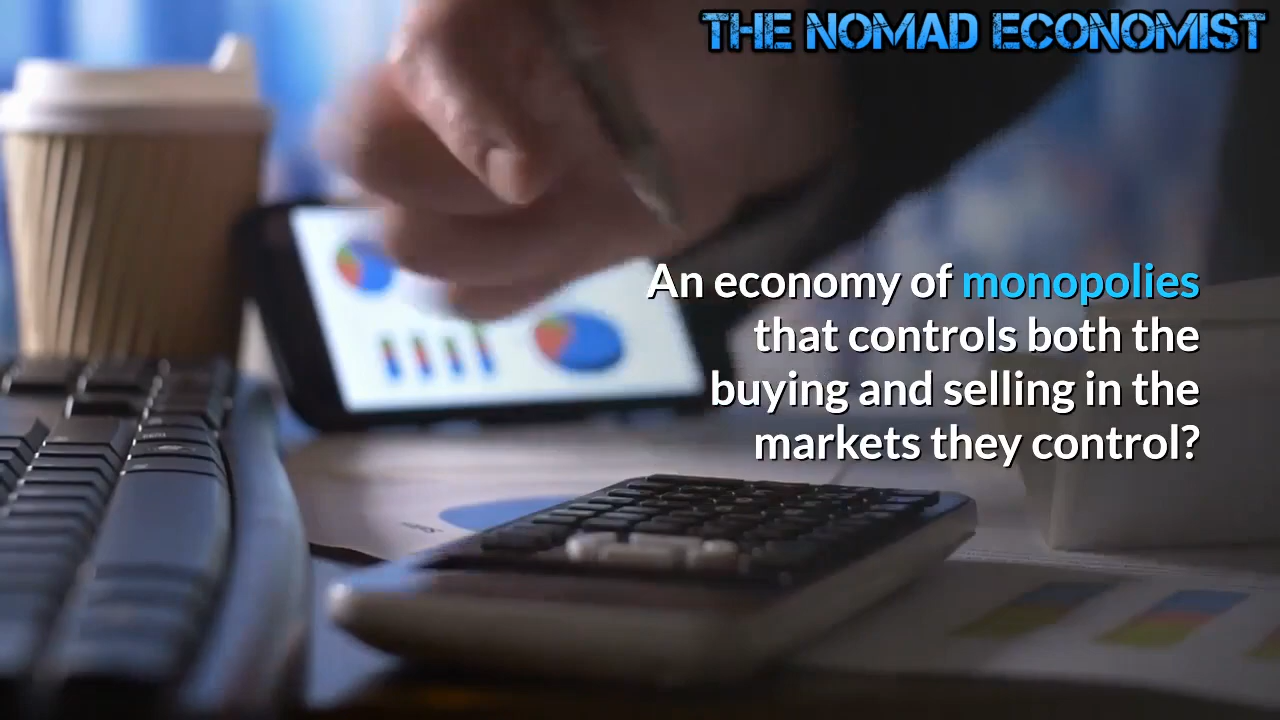 THE NOMAD ECONOMIST
An economy of monopolies
that controls both the
buying and selling in the
markets they control?